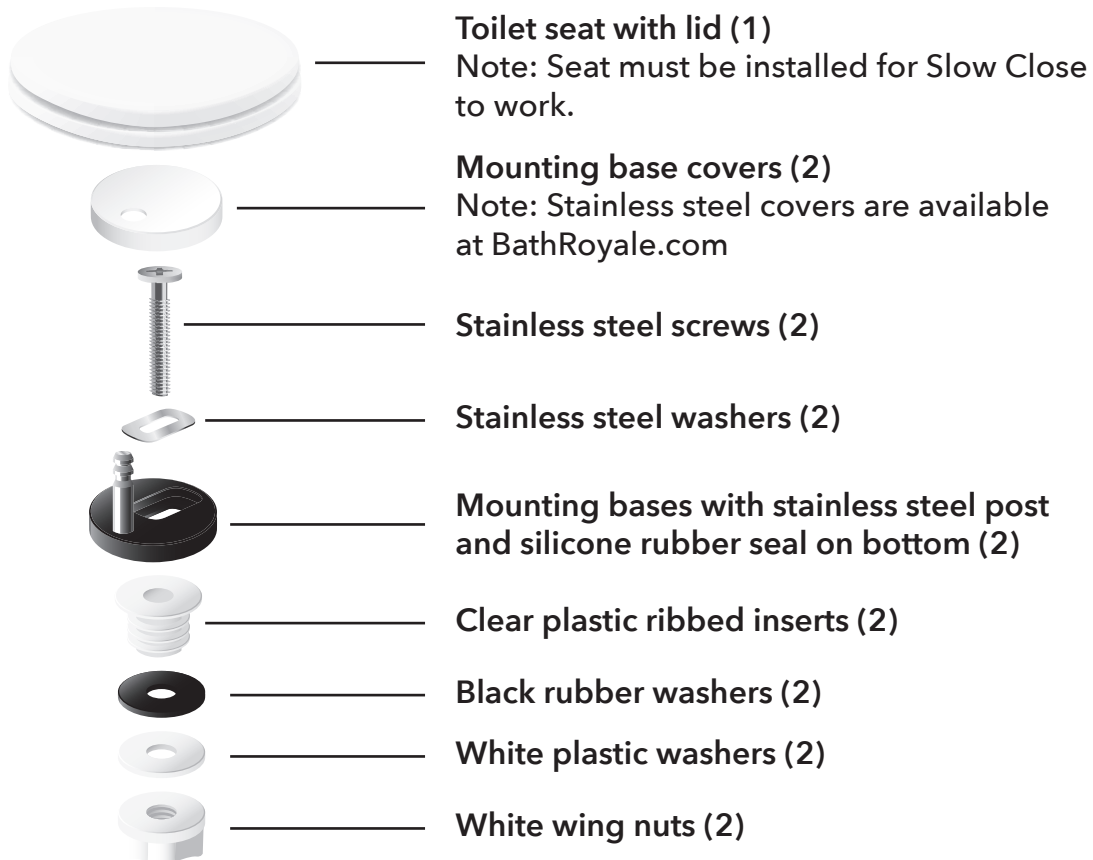 Toilet seat with lid (1)
Note: Seat must be installed for Slow Close
to work.
Mounting base covers (2)
Note: Stainless steel covers are available
at BathRoyale.com
Stainless steel screws (2)
Stainless steel washers (2)
Mounting bases with stainless steel post
and silicone rubber seal on bottom (2)
Clear plastic ribbed inserts (2)
Black rubber washers (2)
White plastic washers (2)
White wing nuts (2)